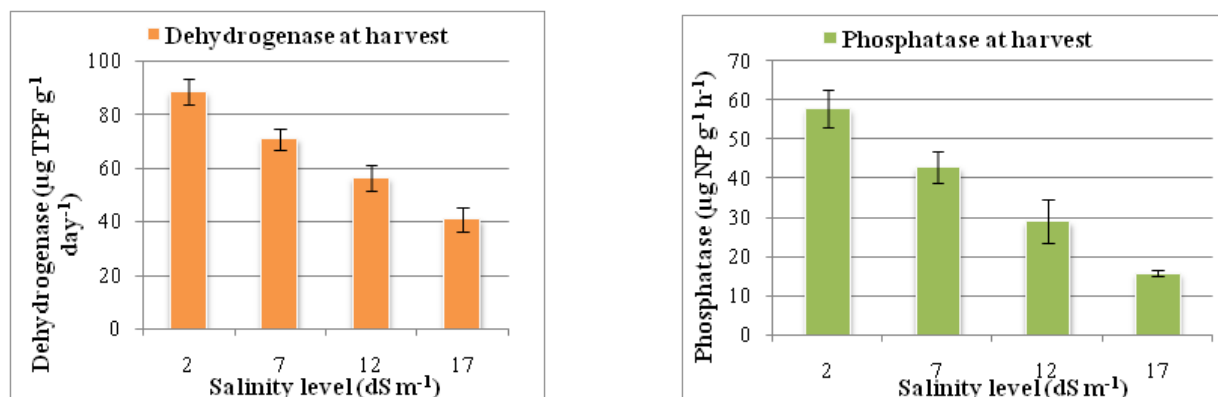 Dehydrogenase at harvest
Dehydrogenase (µg TPF g⁻¹
day⁻¹
100
80
60
40
20
0
2 7 12 17
Salinity level (dS m⁻¹)
Phosphatase at harvest
Phosphatase (µg NP g⁻¹ h⁻¹)
70
60
50
40
30
20
10
0
2 7 12 17
Salinity level (dS m⁻¹)